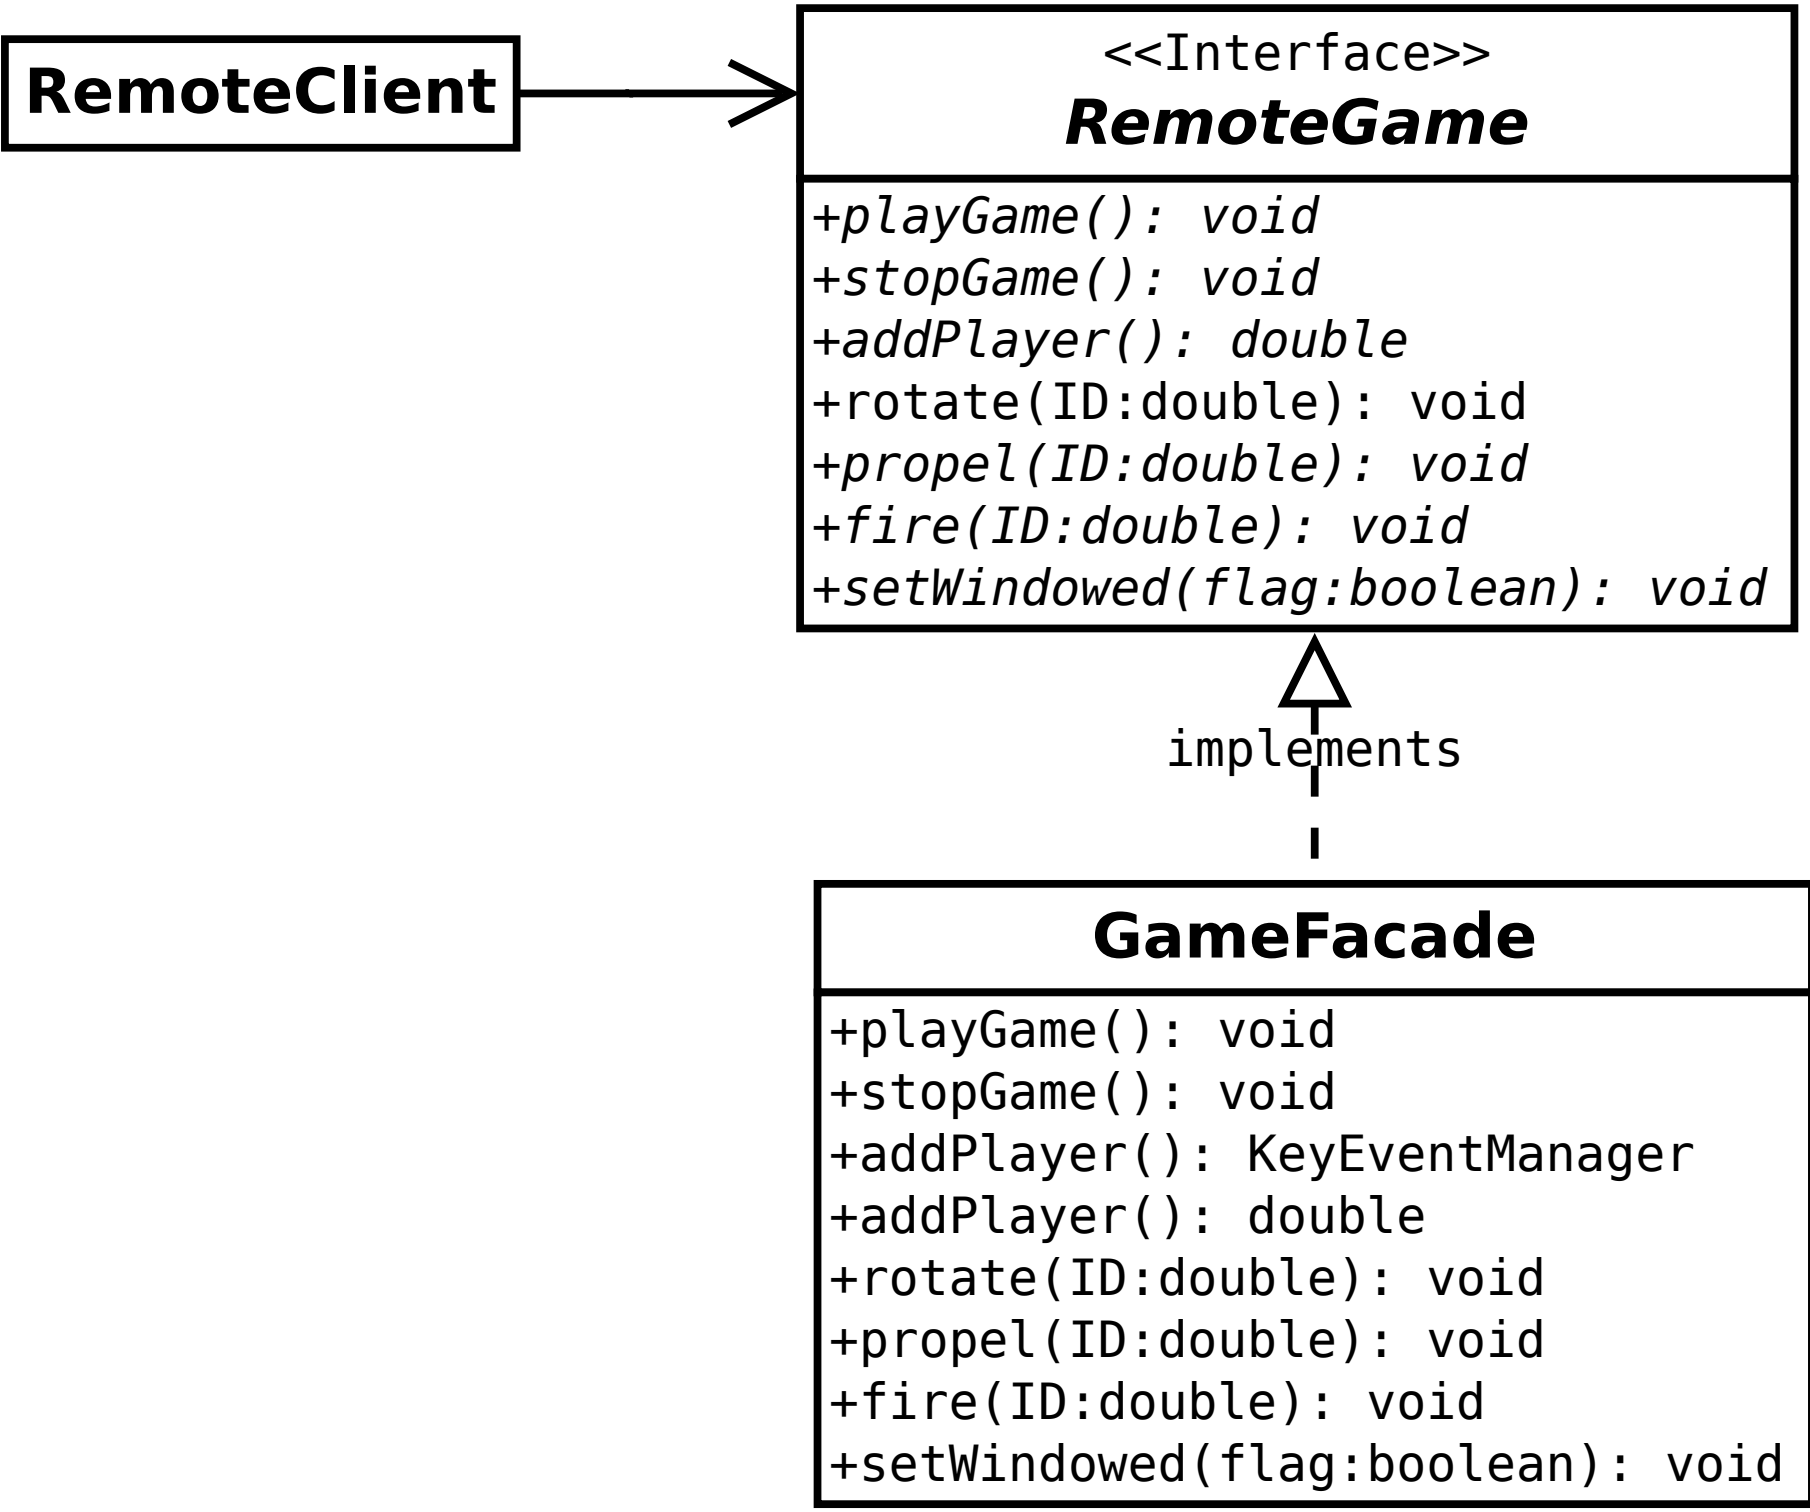 RemoteClient
<<Interface>>
RemoteGame
+playGame(): void
+stopGame(): void
+addPlayer(): double
+rotate(ID:double): void
+propel(ID:double): void
+fire(ID:double): void
+setWindowed(flag:boolean): void
implements
GameFacade
+playGame(): void
+stopGame(): void
+addPlayer(): KeyEventManager
+addPlayer(): double
+rotate(ID:double): void
+propel(ID:double): void
+fire(ID:double): void
+setWindowed(flag:boolean): void